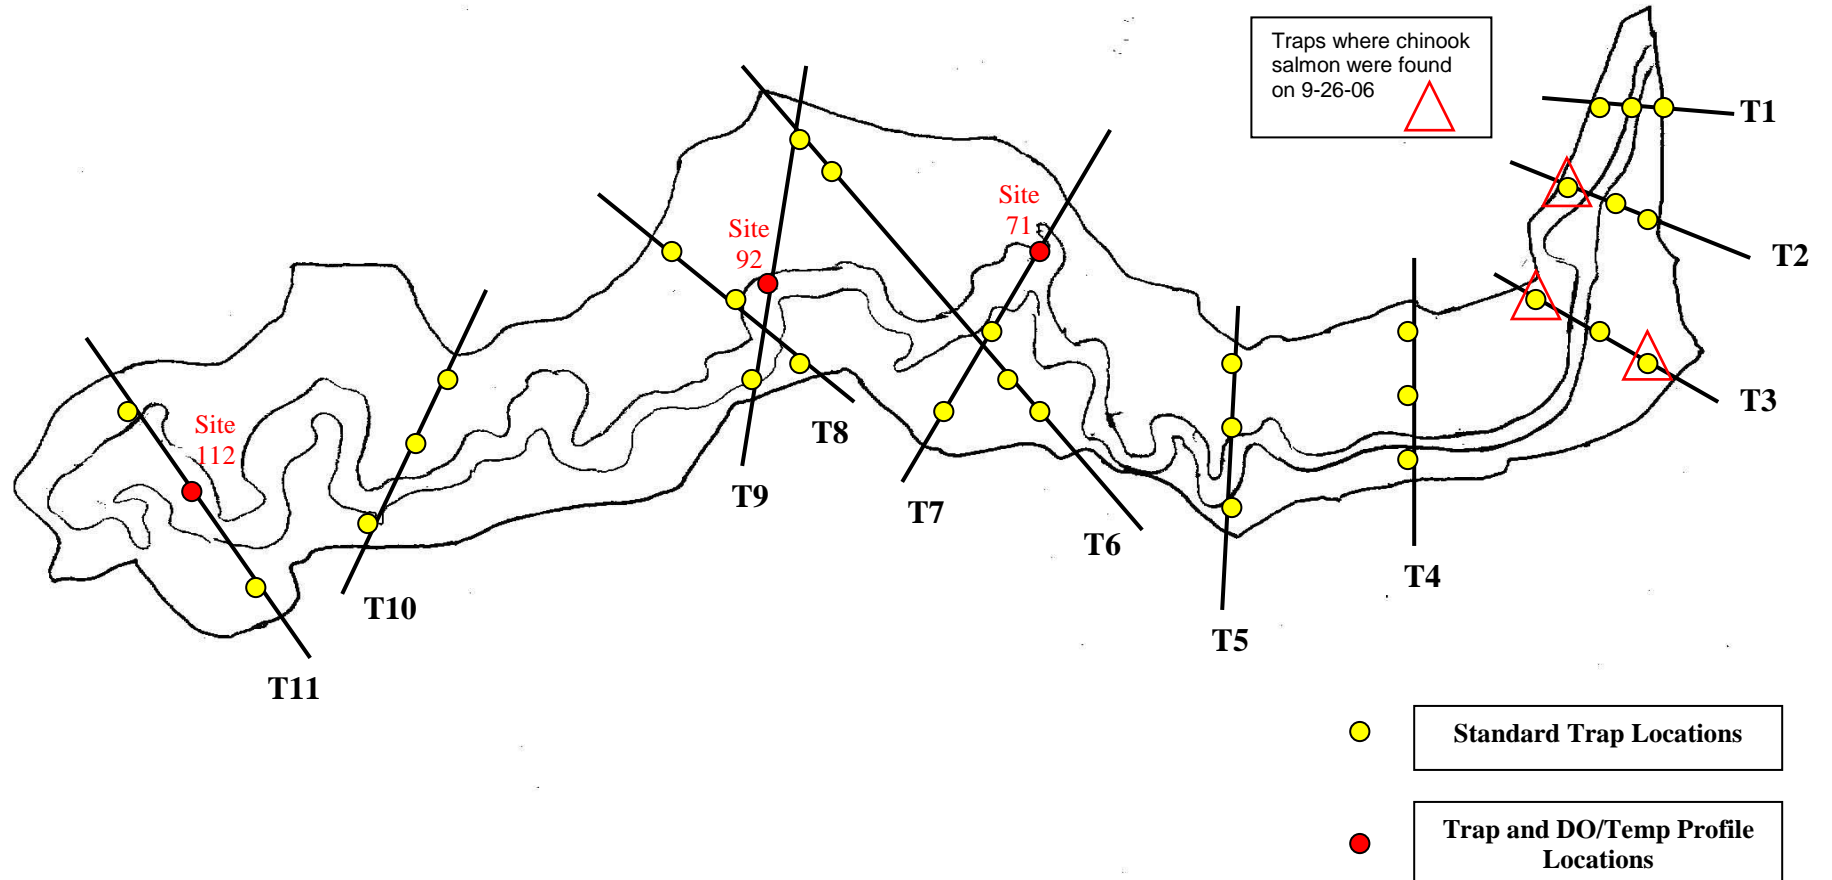 Traps where chinook
salmon were found
on 9-26-06
T1
T2
T3
Site
71
Site
92
Site
112
T8
T9
T7
T6
T4
T10
T5
T11
Standard Trap Locations
Trap and DO/Temp Profile
Locations